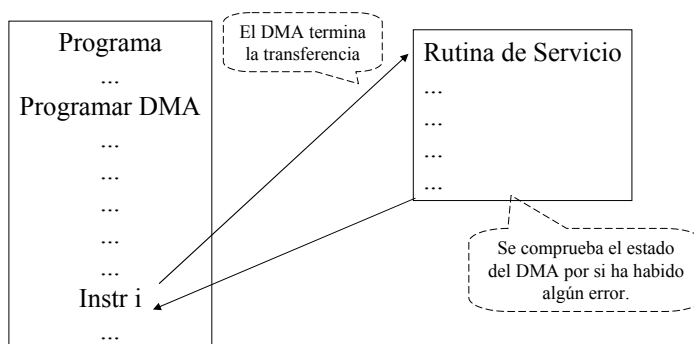 Programa
...
Programar DMA
...
...
...
...
...
Instr i
...
El DMA termina
la transferencia
Rutina de Servicio
...
...
...
...
Se comprueba el estado
del DMA por si ha habido
algún error.